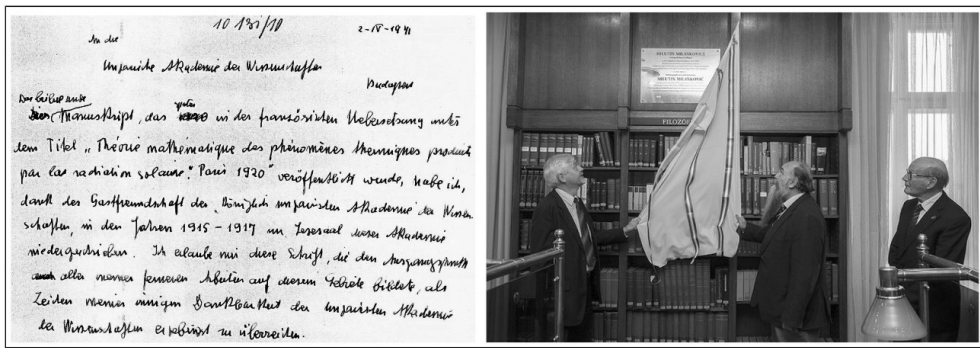 10 131/10
2-IV-1941
An die
Ungarische Akademie der Wissenschaften
Budapest
Das beiliegende
Manuskript, das später in der französischen Uebersetzung unter
dem Titel „Théorie mathématique des phénomènes thermiques produits
par la radiation solaire." Paris 1920" veröffentlicht wurde, habe ich,
dank der Gastfreundschaft der „Königlich ungarischen Akademie der Wissen-
schaften, in den Jahren 1915-1917 im Lesesaal dieser Akademie
niedergeschrieben. Ich erlaube mir diese Schrift, die den Ausgangspunkt
aller meiner ferneren Arbeiten auf diesem Gebiete bildete, als
Zeichen meiner innigen Dankbarkeit der ungarischen Akademie
der Wissenschaften ergebenst zu überreichen.
MILUTIN MILANKOVIĆ
FILOZÓF